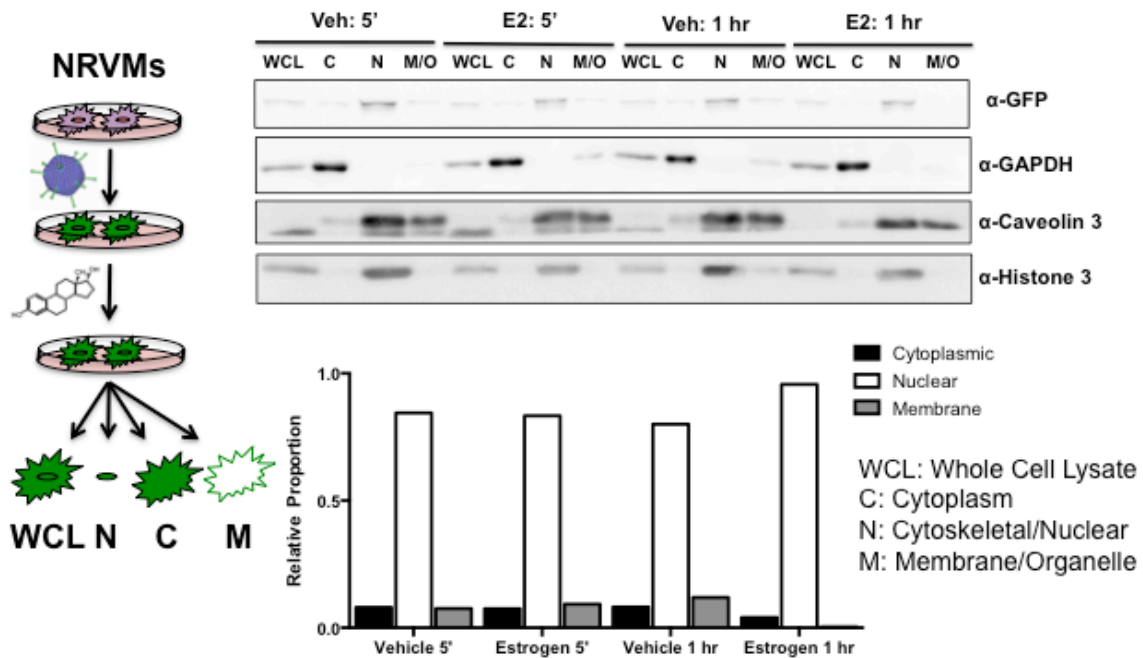 NRVMs
WCL N C M
Veh: 5’ E2: 5’ Veh: 1 hr E2: 1 hr
WCL C N M/O WCL C N M/O WCL C N M/O WCL C N M/O
α-GFP
α-GAPDH
α-Caveolin 3
α-Histone 3
Cytoplasmic
Nuclear
Membrane
Relative Proportion
1.0
0.5
0.0
Vehicle 5' Estrogen 5' Vehicle 1 hr Estrogen 1 hr
WCL: Whole Cell Lysate
C: Cytoplasm
N: Cytoskeletal/Nuclear
M: Membrane/Organelle